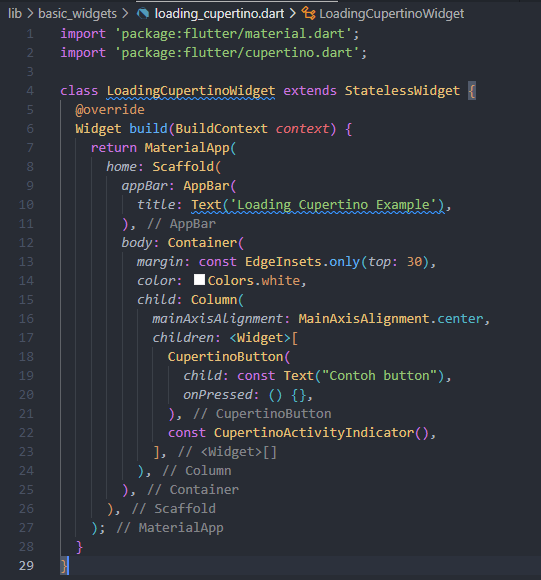 lib > basic_widgets > loading_cupertino.dart > LoadingCupertinoWidget
1 import 'package:flutter/material.dart';
2 import 'package:flutter/cupertino.dart';
3
4 class LoadingCupertinoWidget extends StatelessWidget {
5   @override
6   Widget build(BuildContext context) {
7     return MaterialApp(
8       home: Scaffold(
9         appBar: AppBar(
10           title: Text('Loading Cupertino Example'),
11         ), // AppBar
12         body: Container(
13           margin: const EdgeInsets.only(top: 30),
14           color: Colors.white,
15           child: Column(
16             mainAxisAlignment: MainAxisAlignment.center,
17             children: <Widget>[
18               CupertinoButton(
19                 child: const Text("Contoh button"),
20                 onPressed: () {},
21               ), // CupertinoButton
22               const CupertinoActivityIndicator(),
23             ], // <Widget>[]
24           ), // Column
25         ), // Container
26       ), // Scaffold
27     ); // MaterialApp
28   }
29 }